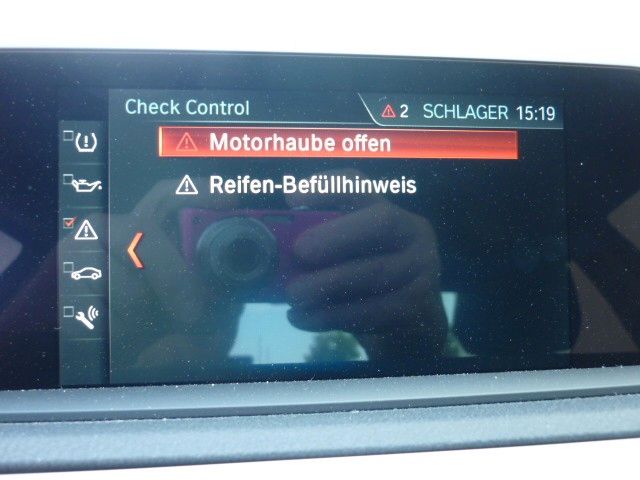 Check Control
2 SCHLAGER 15:19
Motorhaube offen
Reifen-Befüllhinweis